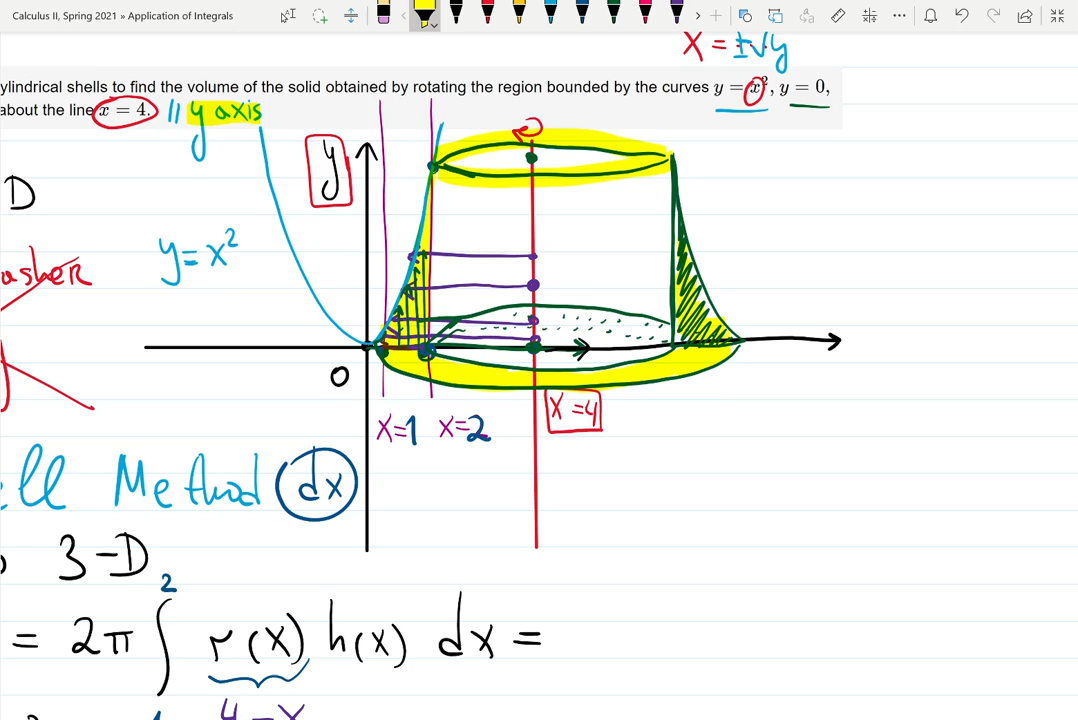 Calculus II, Spring 2021 » Application of Integrals
x = ±√y
ylindrical shells to find the volume of the solid obtained by rotating the region bounded by the curves y = x², y = 0,
about the line x = 4. || y axis
y
D
y = x²
asher
0
x = 4
x=1 x=2
ell Method dx
3-D
2
= 2π ∫ r(x) h(x) dx =
4 - x